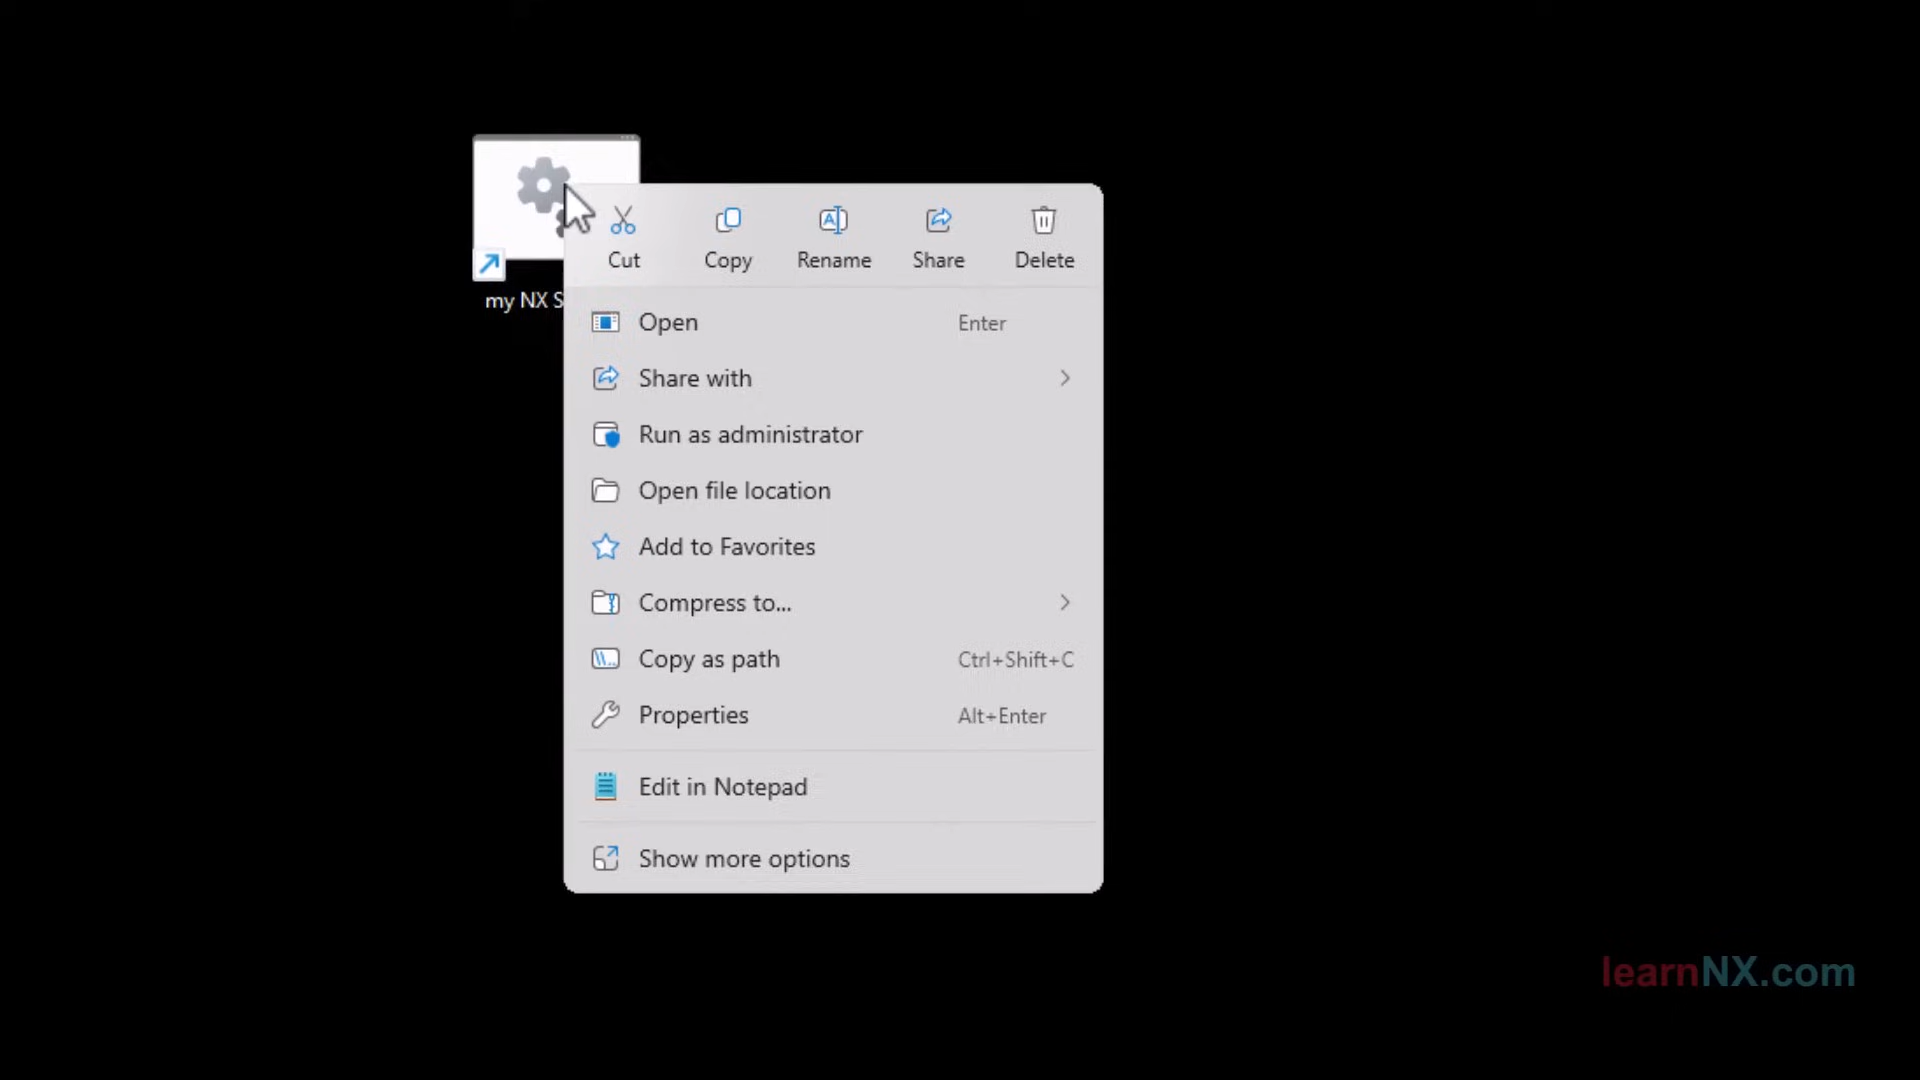 my NX S
Cut
Copy
Rename
Share
Delete
Open
Enter
Share with
Run as administrator
Open file location
Add to Favorites
Compress to...
Copy as path
Ctrl+Shift+C
Properties
Alt+Enter
Edit in Notepad
Show more options
learnNX.com